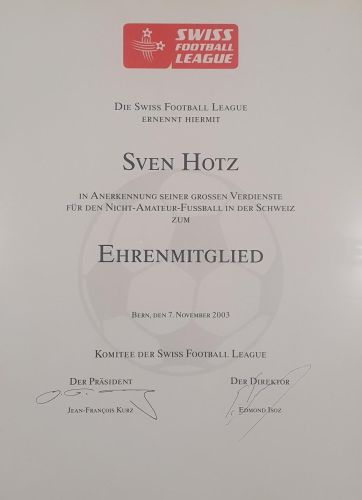 SWISS
FOOTBALL
LEAGUE
DIE SWISS FOOTBALL LEAGUE
ERNENNT HIERMIT
SVEN HOTZ
IN ANERKENNUNG SEINER GROSSEN VERDIENSTE
FÜR DEN NICHT-AMATEUR-FUSSBALL IN DER SCHWEIZ
ZUM
EHRENMITGLIED
BERN, DEN 7. NOVEMBER 2003
KOMITEE DER SWISS FOOTBALL LEAGUE
DER PRÄSIDENT DER DIREKTOR
JEAN-FRANÇOIS KURZ EDMOND ISOZ